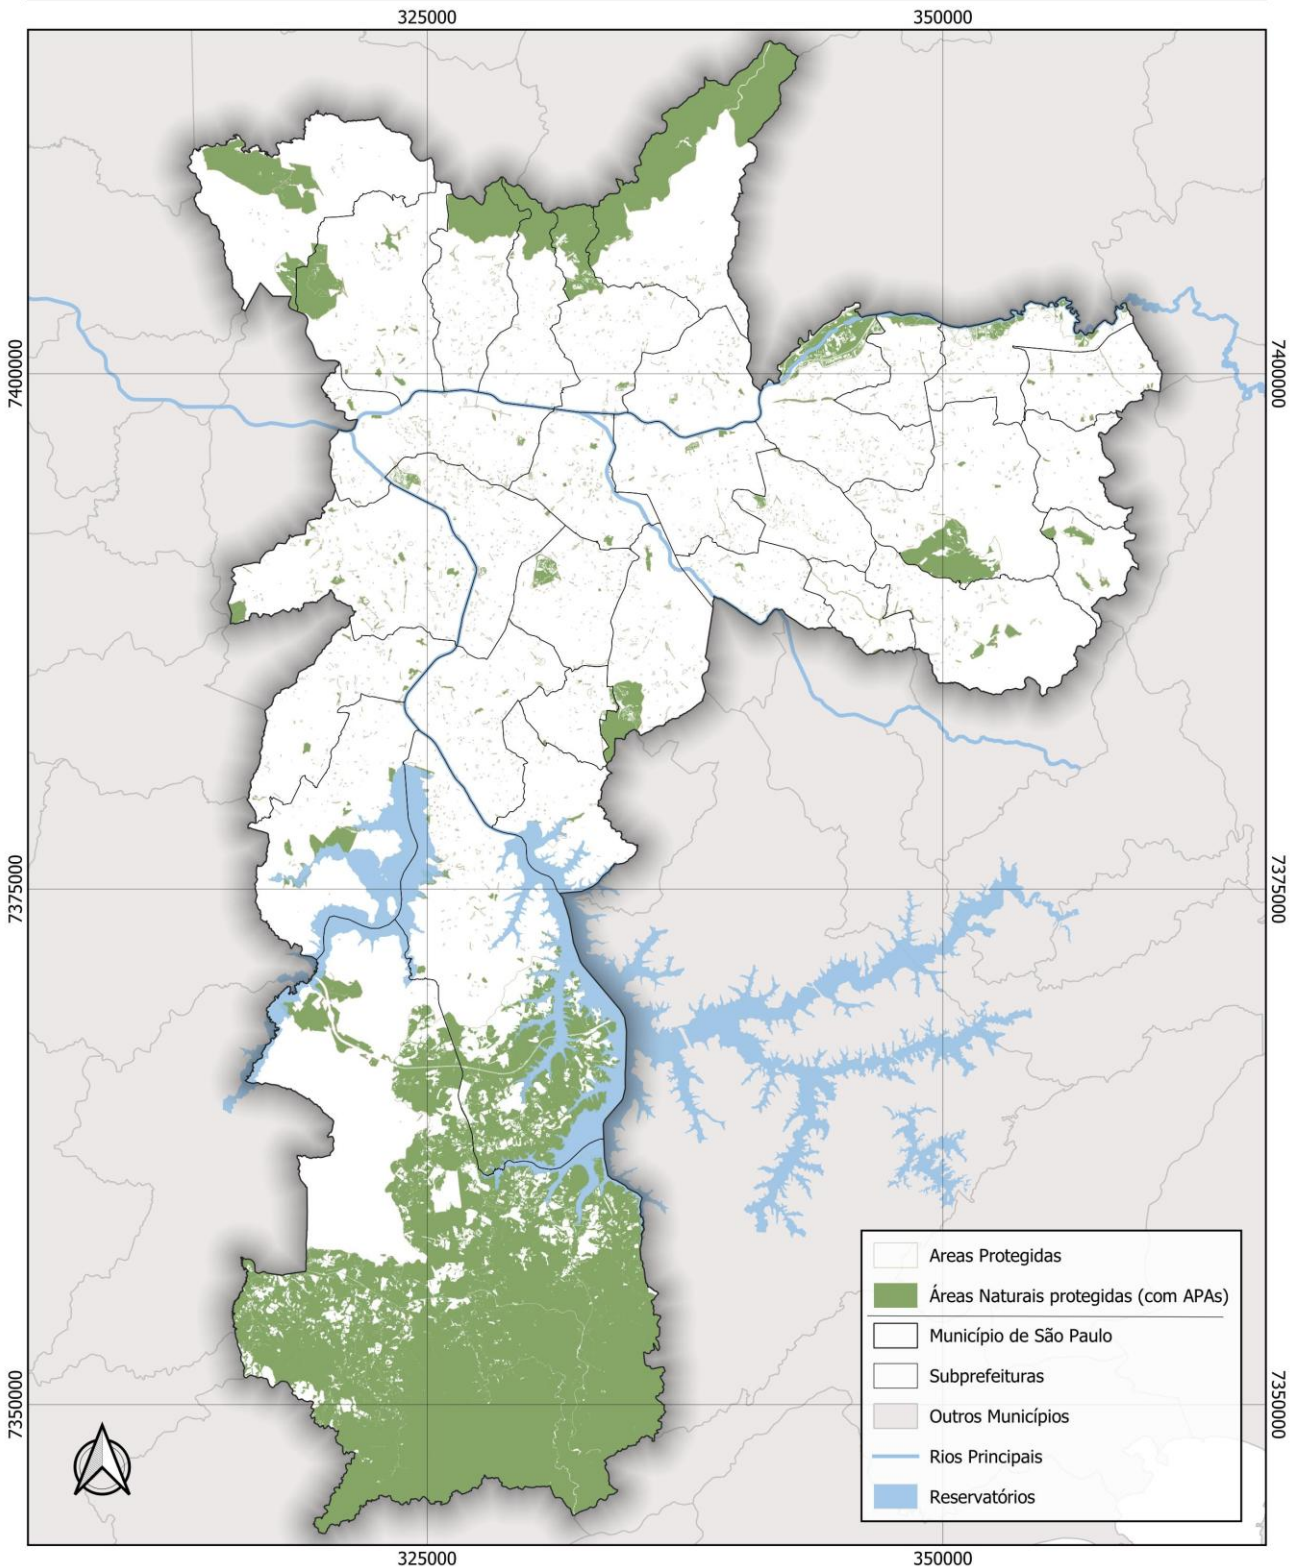 325000
350000
7400000
7400000
7375000
7375000
Areas Protegidas
Áreas Naturais protegidas (com APAs)
Município de São Paulo
Subprefeituras
Outros Municípios
Rios Principais
Reservatórios
7350000
7350000
325000
350000